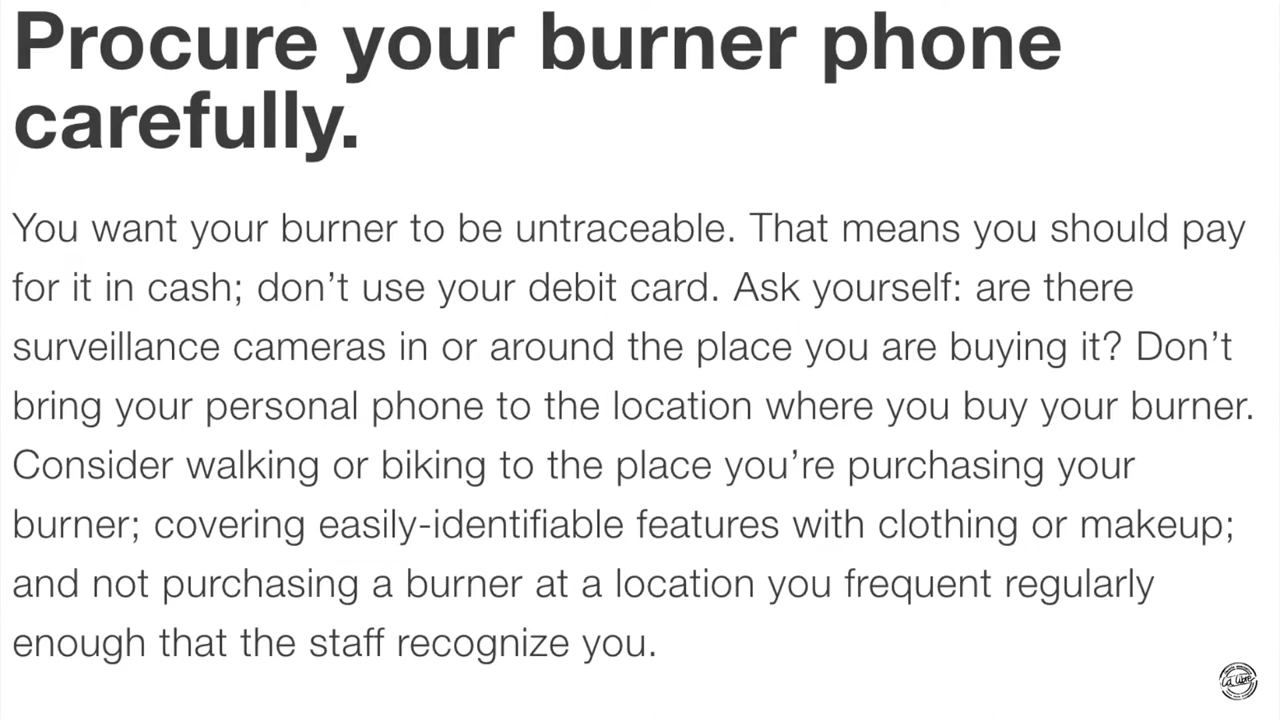 Procure your burner phone
carefully.
You want your burner to be untraceable. That means you should pay
for it in cash; don’t use your debit card. Ask yourself: are there
surveillance cameras in or around the place you are buying it? Don’t
bring your personal phone to the location where you buy your burner.
Consider walking or biking to the place you’re purchasing your
burner; covering easily-identifiable features with clothing or makeup;
and not purchasing a burner at a location you frequent regularly
enough that the staff recognize you.